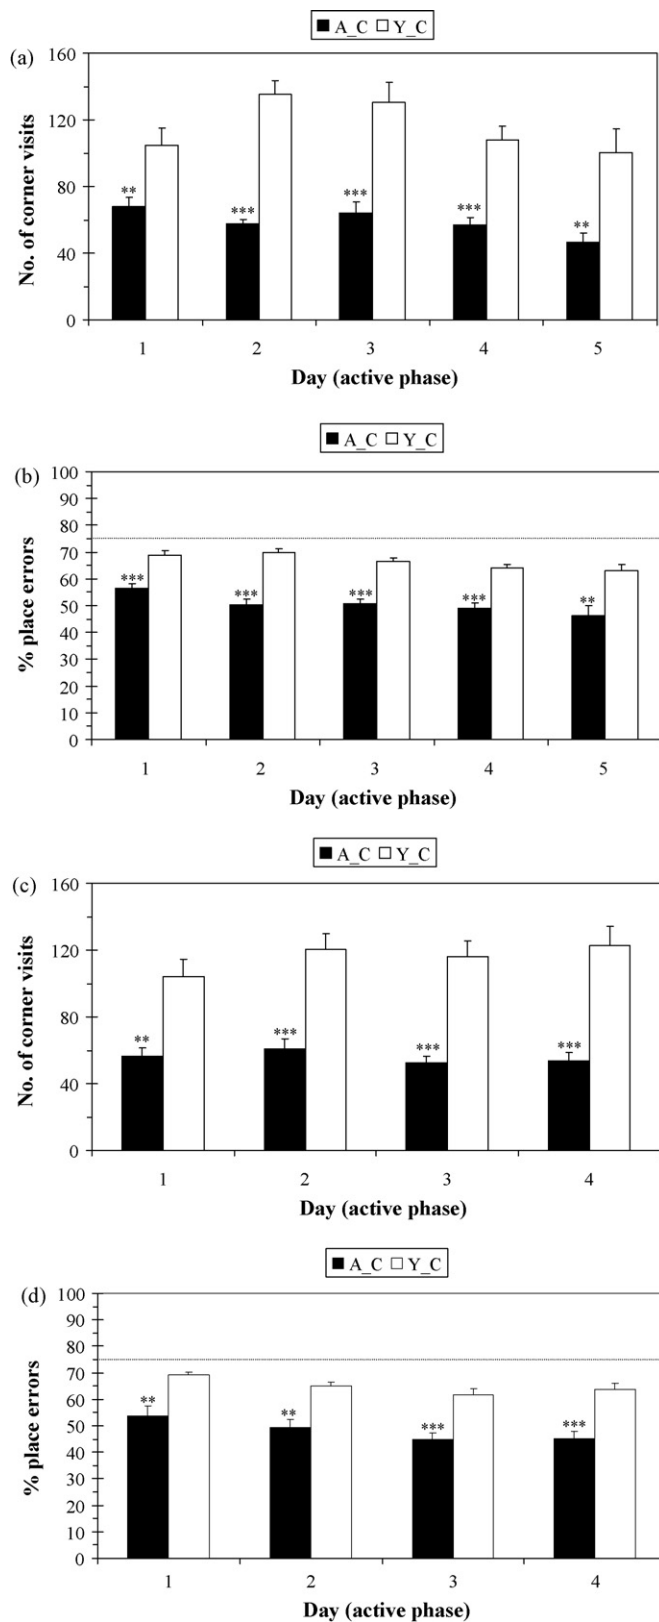 A_C Y_C
(a)
160
120
80
40
0
No. of corner visits
** *** *** *** **
1 2 3 4 5
Day (active phase)
A_C Y_C
(b)
100
90
80
70
60
50
40
30
20
10
0
% place errors
*** *** *** *** **
1 2 3 4 5
Day (active phase)
A_C Y_C
(c)
160
120
80
40
0
No. of corner visits
** *** *** ***
1 2 3 4
Day (active phase)
A_C Y_C
(d)
100
90
80
70
60
50
40
30
20
10
0
% place errors
** ** *** ***
1 2 3 4
Day (active phase)